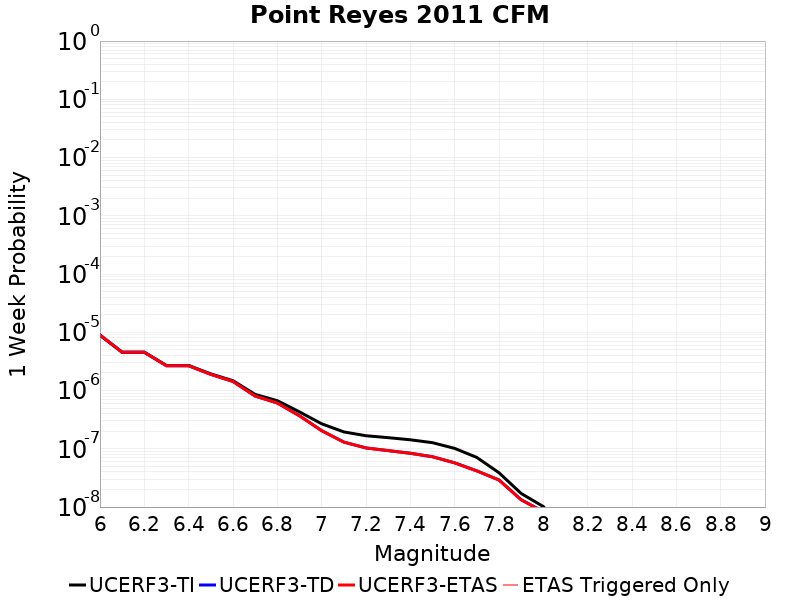 Point Reyes 2011 CFM
1 Week Probability
10^0
10^-1
10^-2
10^-3
10^-4
10^-5
10^-6
10^-7
10^-8
6 6.2 6.4 6.6 6.8 7 7.2 7.4 7.6 7.8 8 8.2 8.4 8.6 8.8 9
Magnitude
UCERF3-TI UCERF3-TD UCERF3-ETAS ETAS Triggered Only